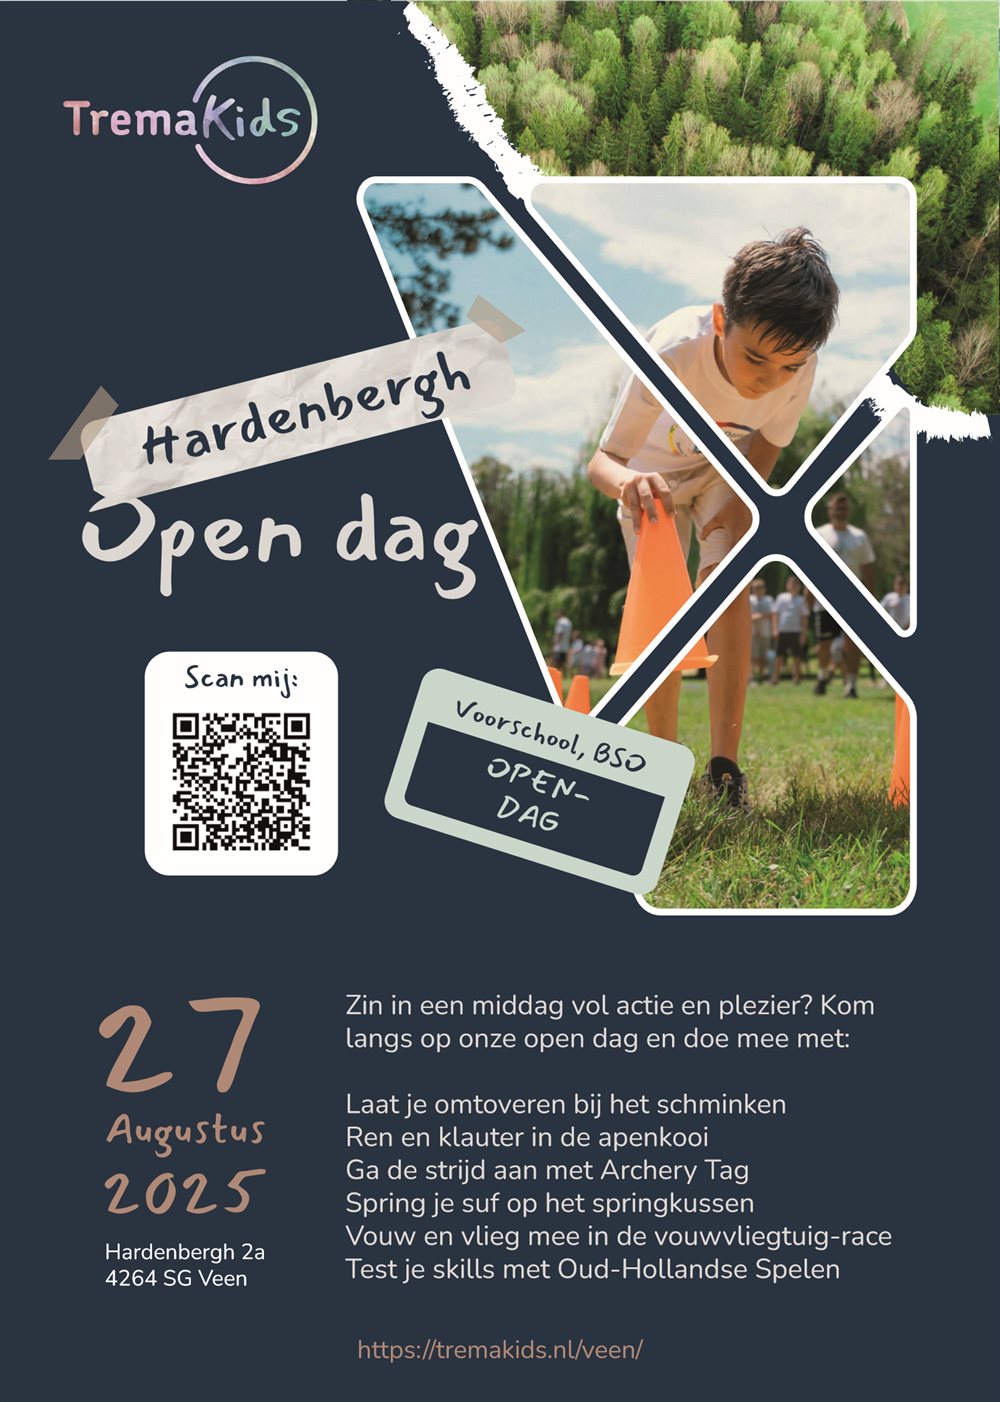 TremaKids
Hardenbergh
Open dag
Scan mij:
Voorschool, BSO
OPEN-
DAG
27
Augustus
2025
Hardenbergh 2a
4264 SG Veen
Zin in een middag vol actie en plezier? Kom
langs op onze open dag en doe mee met:
Laat je omtoveren bij het schminken
Ren en klauter in de apenkooi
Ga de strijd aan met Archery Tag
Spring je suf op het springkussen
Vouw en vlieg mee in de vouwvliegtuig-race
Test je skills met Oud-Hollandse Spelen
https://tremakids.nl/veen/